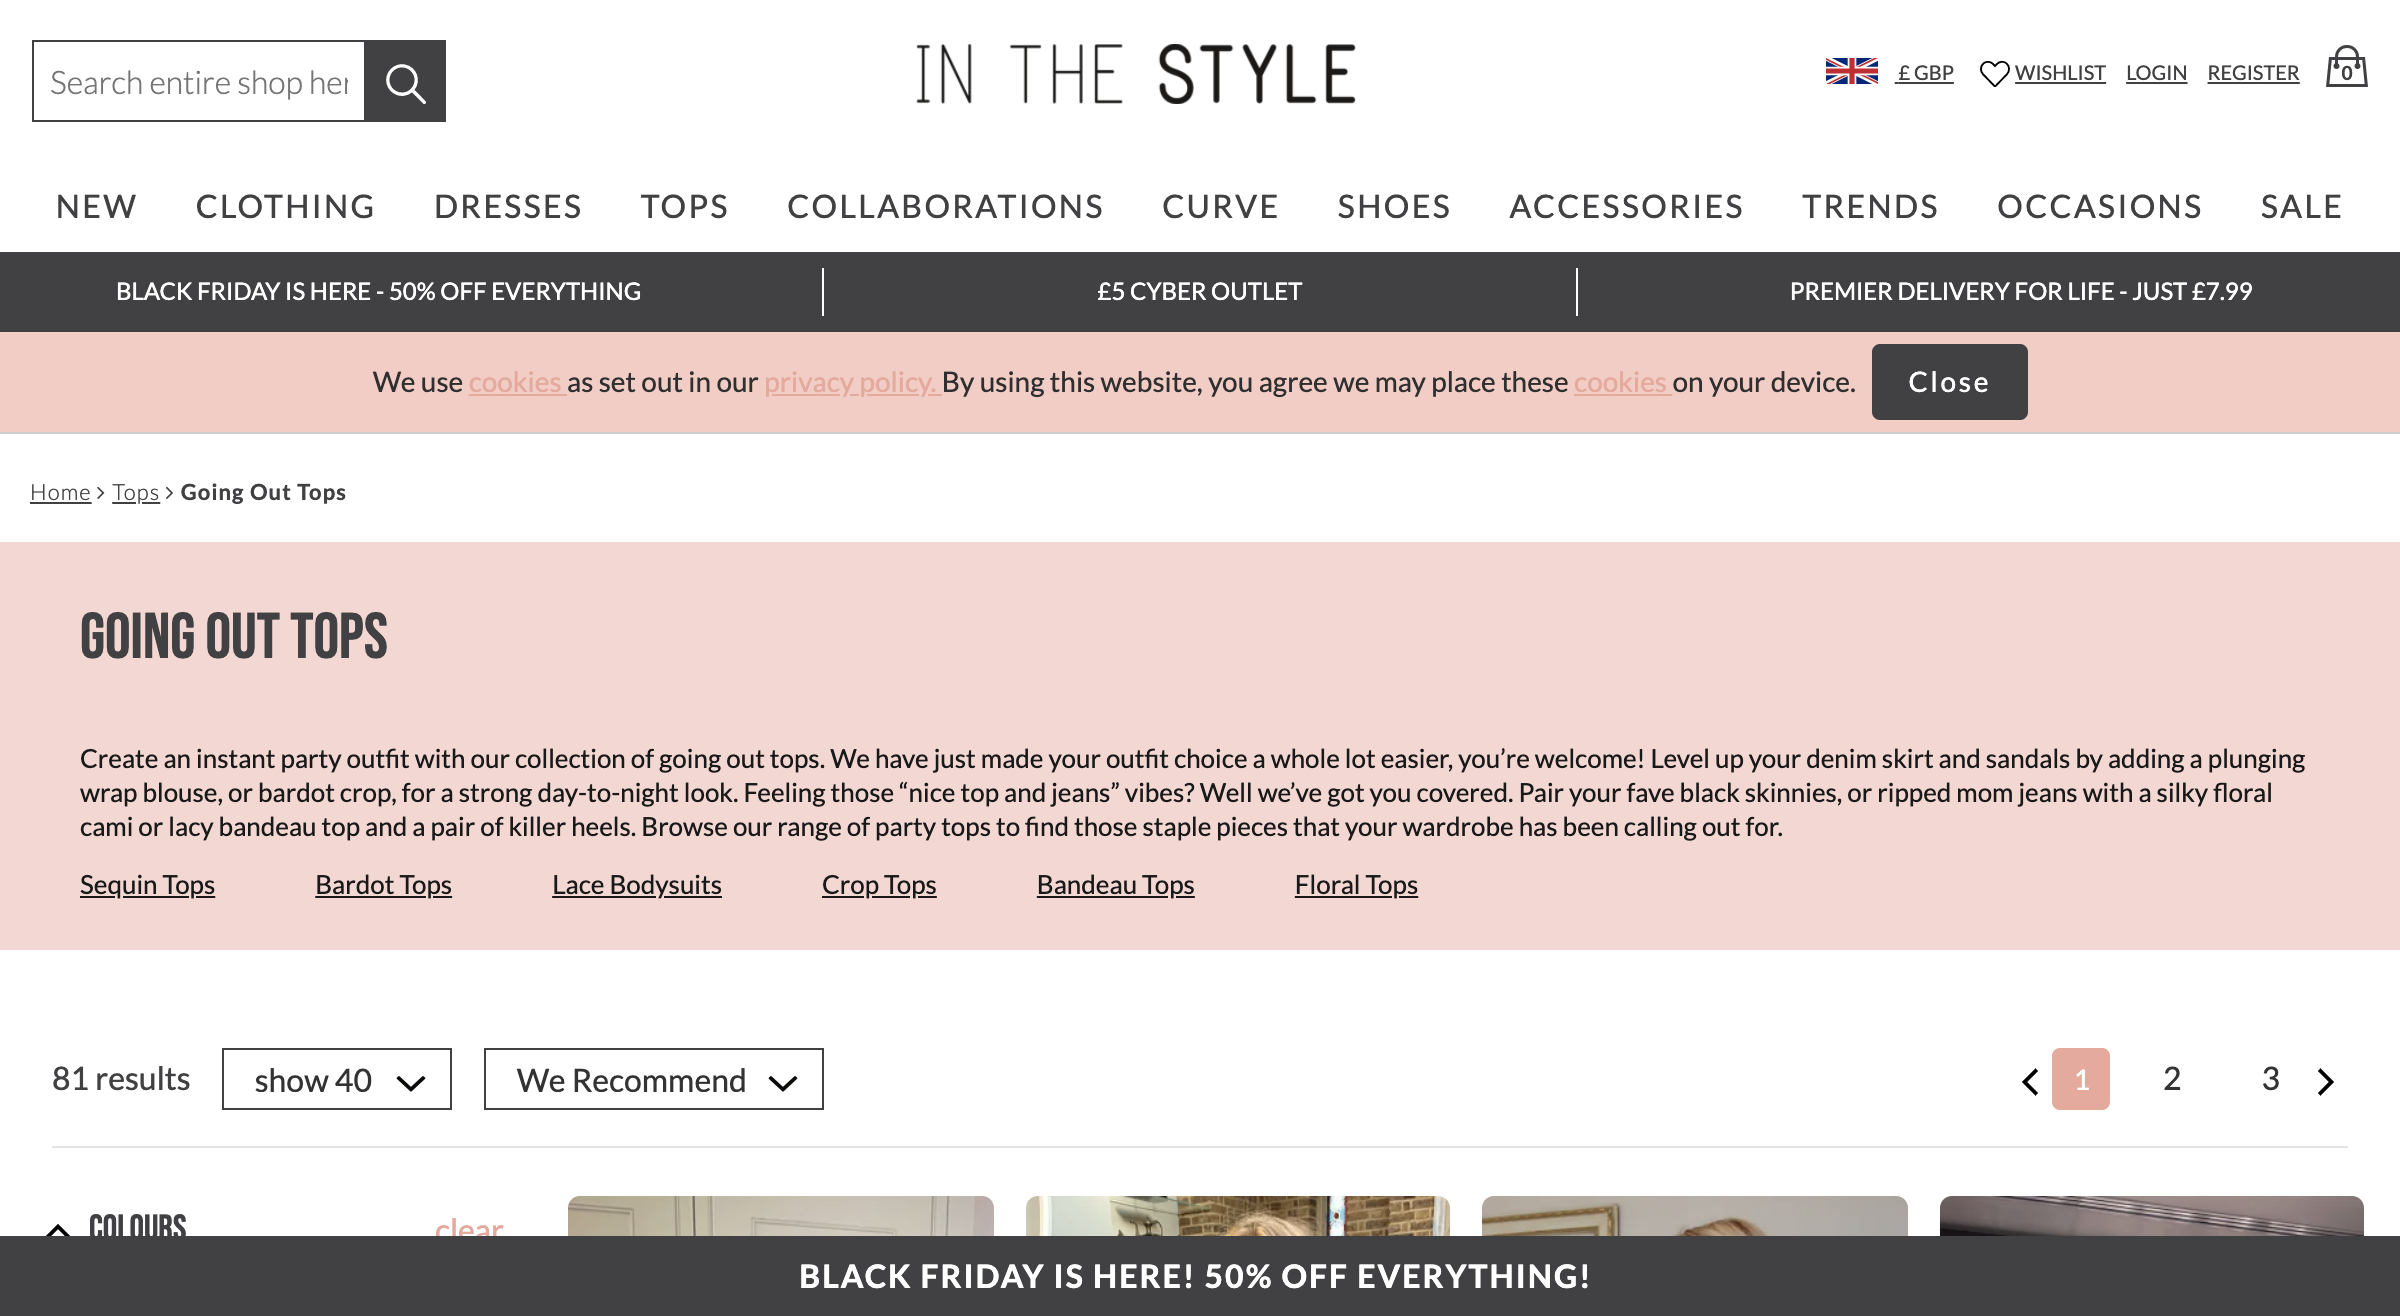 Search entire shop her
IN THE STYLE
£ GBP
WISHLIST
LOGIN
REGISTER
0
NEW
CLOTHING
DRESSES
TOPS
COLLABORATIONS
CURVE
SHOES
ACCESSORIES
TRENDS
OCCASIONS
SALE
BLACK FRIDAY IS HERE - 50% OFF EVERYTHING
£5 CYBER OUTLET
PREMIER DELIVERY FOR LIFE - JUST £7.99
We use cookies as set out in our privacy policy. By using this website, you agree we may place these cookies on your device.
Close
Home > Tops > Going Out Tops
GOING OUT TOPS
Create an instant party outfit with our collection of going out tops. We have just made your outfit choice a whole lot easier, you’re welcome! Level up your denim skirt and sandals by adding a plunging
wrap blouse, or bardot crop, for a strong day-to-night look. Feeling those “nice top and jeans” vibes? Well we’ve got you covered. Pair your fave black skinnies, or ripped mom jeans with a silky floral
cami or lacy bandeau top and a pair of killer heels. Browse our range of party tops to find those staple pieces that your wardrobe has been calling out for.
Sequin Tops
Bardot Tops
Lace Bodysuits
Crop Tops
Bandeau Tops
Floral Tops
81 results
show 40
We Recommend
1
2
3
COLOURS
clear
BLACK FRIDAY IS HERE! 50% OFF EVERYTHING!